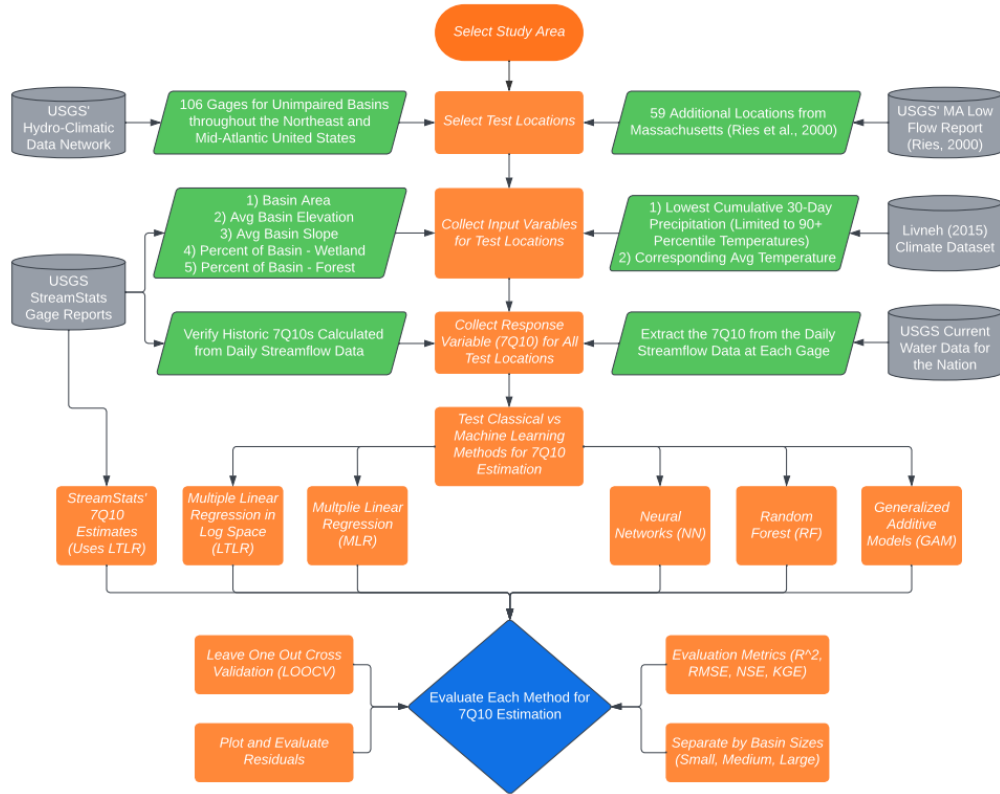 Select Study Area
USGS'
Hydro-Climatic
Data Network
106 Gages for Unimpaired Basins
throughout the Northeast and
Mid-Atlantic United States
Select Test Locations
59 Additional Locations from
Massachusetts (Ries et al., 2000)
USGS' MA Low
Flow Report
(Ries, 2000)
1) Basin Area
2) Avg Basin Elevation
3) Avg Basin Slope
4) Percent of Basin - Wetland
5) Percent of Basin - Forest
Collect Input Variables
for Test Locations
1) Lowest Cumulative 30-Day
Precipitation (Limited to 90+
Percentile Temperatures)
2) Corresponding Avg Temperature
Livneh (2015)
Climate Dataset
USGS
StreamStats
Gage Reports
Verify Historic 7Q10s Calculated
from Daily Streamflow Data
Collect Response
Variable (7Q10) for All
Test Locations
Extract the 7Q10 from the Daily
Streamflow Data at Each Gage
USGS Current
Water Data for
the Nation
Test Classical vs
Machine Learning
Methods for 7Q10
Estimation
StreamStats'
7Q10
Estimates
(Uses LTLR)
Multiple Linear
Regression in
Log Space
(LTLR)
Multplie Linear
Regression
(MLR)
Neural
Networks (NN)
Random
Forest (RF)
Generalized
Additive
Models (GAM)
Leave One Out Cross
Validation (LOOCV)
Plot and Evaluate
Residuals
Evaluate Each Method for
7Q10 Estimation
Evaluation Metrics (R^2,
RMSE, NSE, KGE)
Separate by Basin Sizes
(Small, Medium, Large)